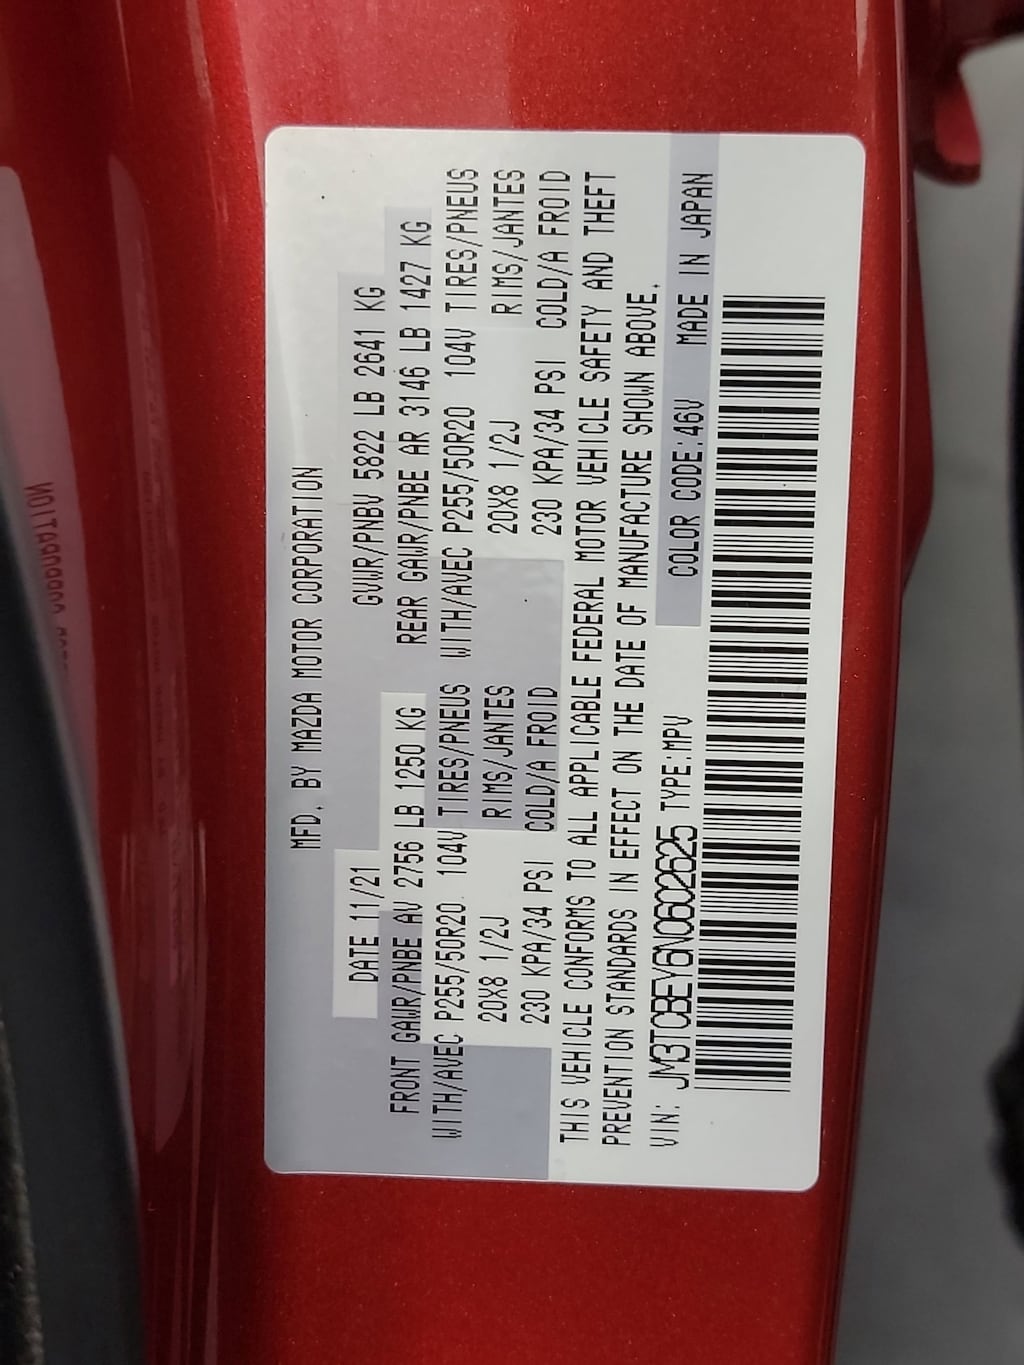 MFD. BY MAZDA MOTOR CORPORATION
DATE 11/21 GVWR/PNBV 5822 LB 2641 KG
FRONT GAWR/PNBE AV 2756 LB 1250 KG REAR GAWR/PNBE AR 3146 LB 1427 KG
WITH/AVEC P255/50R20 104V TIRES/PNEUS WITH/AVEC P255/50R20 104V TIRES/PNEUS
20X8 1/2J RIMS/JANTES 20X8 1/2J RIMS/JANTES
230 KPA/34 PSI COLD/A FROID 230 KPA/34 PSI COLD/A FROID
THIS VEHICLE CONFORMS TO ALL APPLICABLE FEDERAL MOTOR VEHICLE SAFETY AND THEFT
PREVENTION STANDARDS IN EFFECT ON THE DATE OF MANUFACTURE SHOWN ABOVE.
VIN: JM3TCBEY6N0602625 TYPE:MPV COLOR CODE:46V MADE IN JAPAN